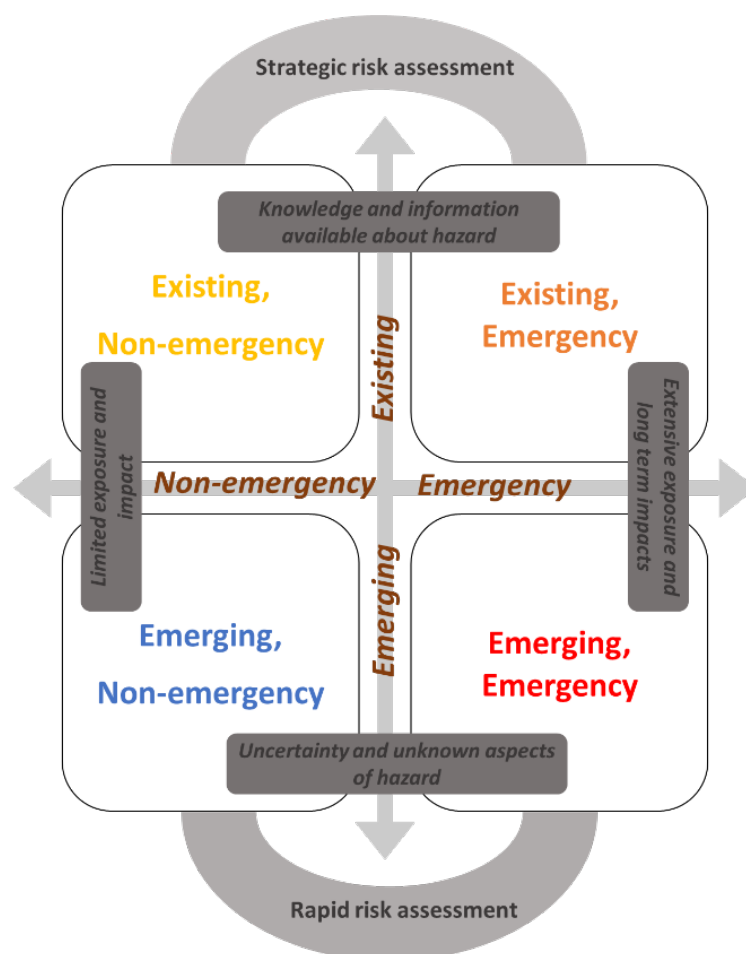 Strategic risk assessment
Knowledge and information
available about hazard
Existing,
Non-emergency
Existing,
Emergency
Existing
Limited exposure and
impact
Non-emergency
Emergency
Extensive exposure and
long term impacts
Emerging
Emerging,
Non-emergency
Emerging,
Emergency
Uncertainty and unknown aspects
of hazard
Rapid risk assessment